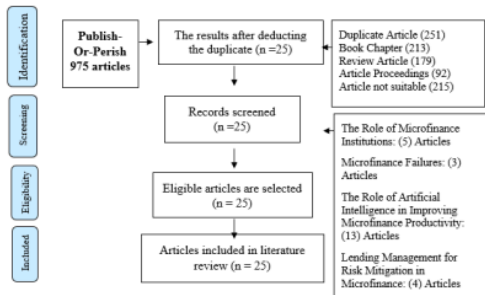 Identification
Screening
Eligibility
Included
Publish-
Or-Perish
975 articles
The results after deducting
the duplicate (n =25)
Duplicate Article (251)
Book Chapter (213)
Review Article (179)
Article Proceedings (92)
Article not suitable (215)
Records screened
(n =25)
The Role of Microfinance
Institutions: (5) Articles
Microfinance Failures: (3)
Articles
The Role of Artificial
Intelligence in Improving
Microfinance Productivity:
(13) Articles
Lending Management for
Risk Mitigation in
Microfinance: (4) Articles
Eligible articles are selected
(n = 25)
Articles included in literature
review (n = 25)